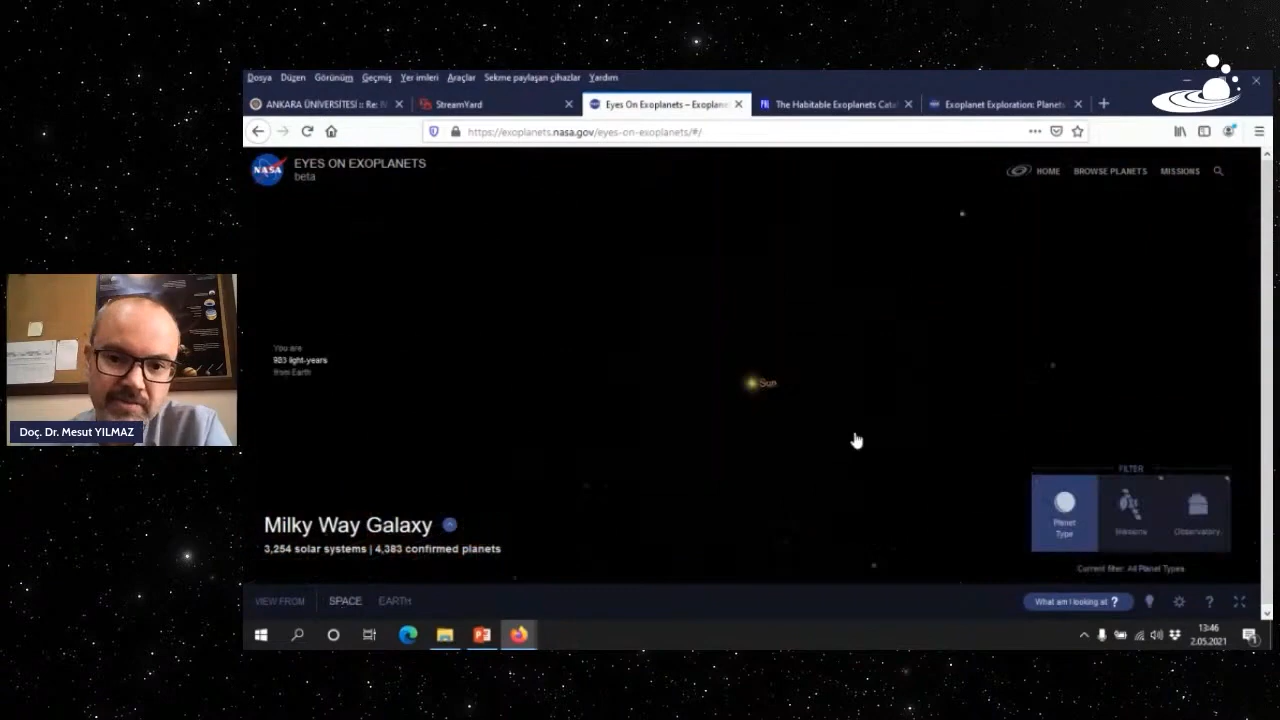 Dosya Düzen Görünüm Geçmiş Yer imleri Araçlar Sekme paylaşan cihazlar Yardım
ANKARA ÜNİVERSİTESİ :: Re:
StreamYard
Eyes On Exoplanets – Exoplane
The Habitable Exoplanets Cata
Exoplanet Exploration: Planets
https://exoplanets.nasa.gov/eyes-on-exoplanets/#/
NASA
EYES ON EXOPLANETS
beta
HOME BROWSE PLANETS MISSIONS
You are
983 light-years
from Earth
Sun
Doç. Dr. Mesut YILMAZ
FILTER
Planet
Type
Telescope
Observatory
Current filter: All Planet Types
Milky Way Galaxy
3,254 solar systems | 4,383 confirmed planets
VIEW FROM SPACE EARTH
What am I looking at ?
13:46
2.05.2021